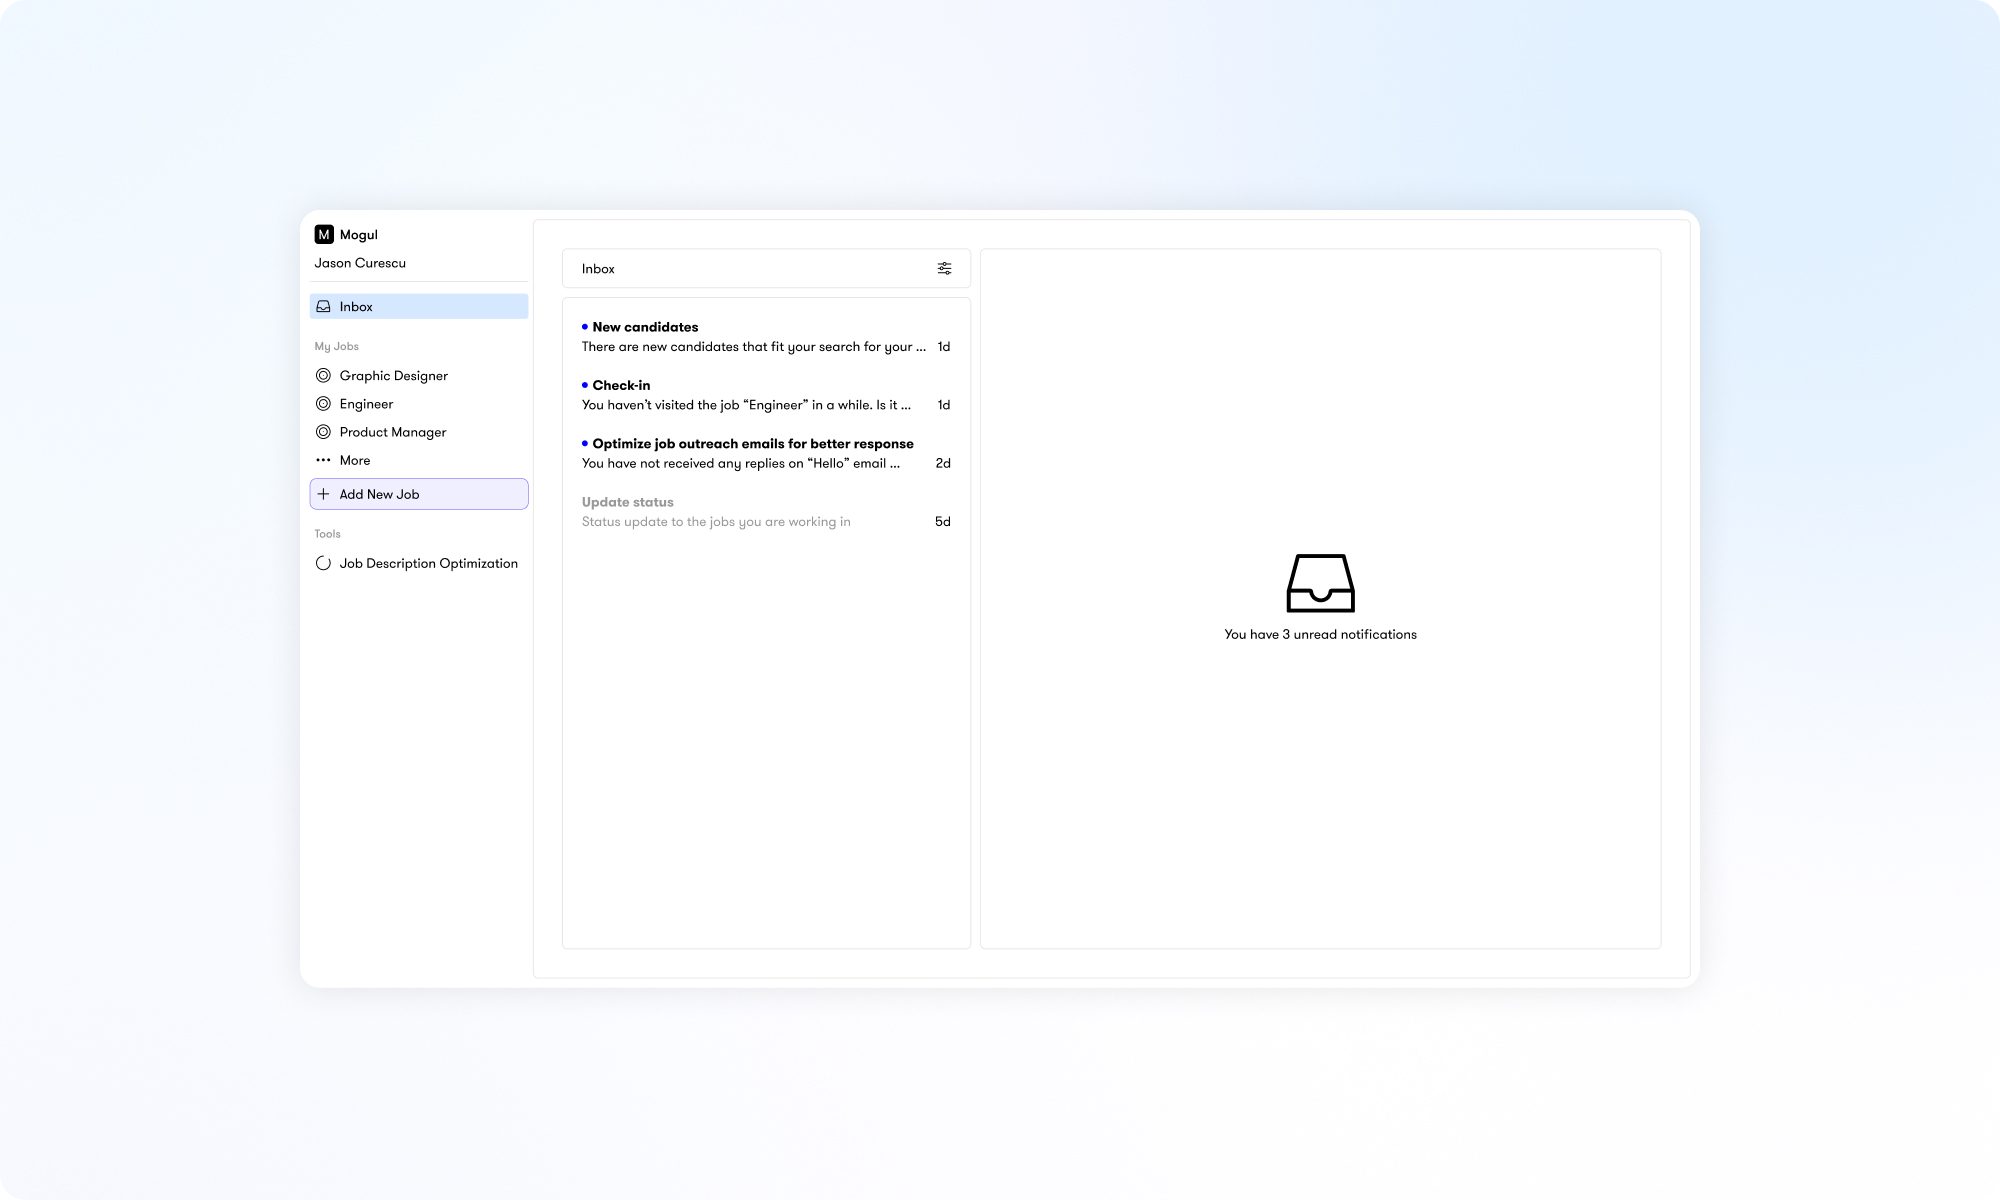 M Mogul
Jason Curescu
Inbox
My Jobs
Graphic Designer
Engineer
Product Manager
More
Add New Job
Tools
Job Description Optimization
Inbox
New candidates
There are new candidates that fit your search for your ... 1d
Check-in
You haven’t visited the job “Engineer” in a while. Is it ... 1d
Optimize job outreach emails for better response
You have not received any replies on “Hello” email ... 2d
Update status
Status update to the jobs you are working in 5d
You have 3 unread notifications